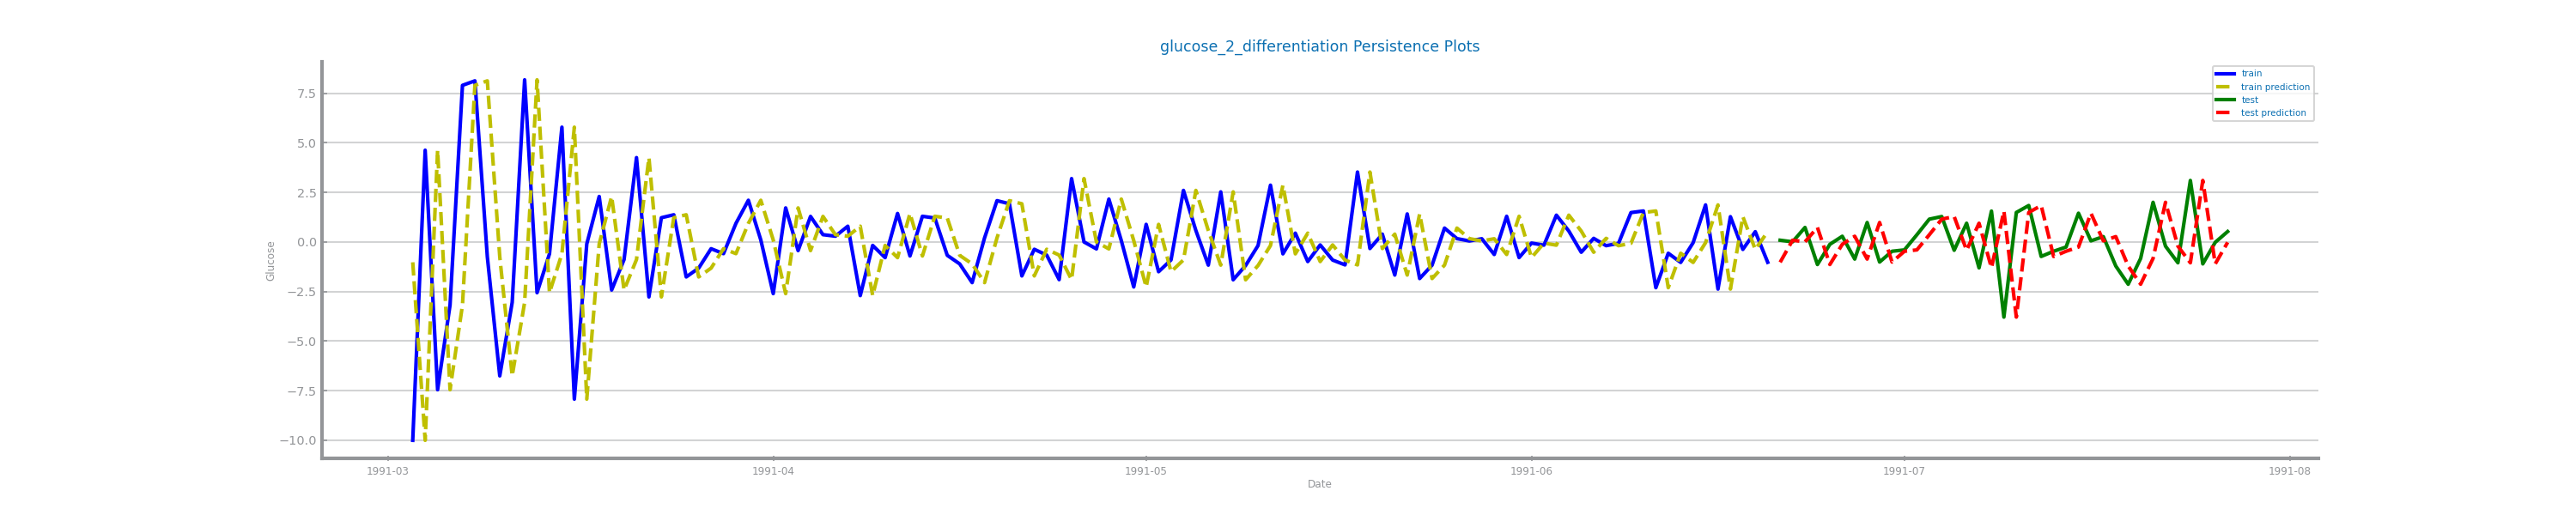 glucose_2_differentiation Persistence Plots
train
train prediction
test
test prediction
Glucose
7.5
5.0
2.5
0.0
−2.5
−5.0
−7.5
−10.0
1991-03
1991-04
1991-05
1991-06
1991-07
1991-08
Date